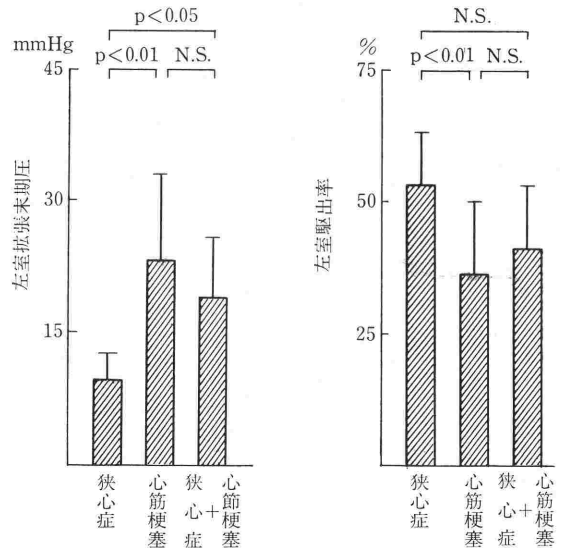 p<0.05
mmHg
p<0.01
N.S.
45
30
15
左室拡張末期圧
狭心症
心筋梗塞
狭心症
+
心節梗塞
N.S.
%
p<0.01
N.S.
75
50
25
左室駆出率
狭心症
心筋梗塞
狭心症
+
心筋梗塞